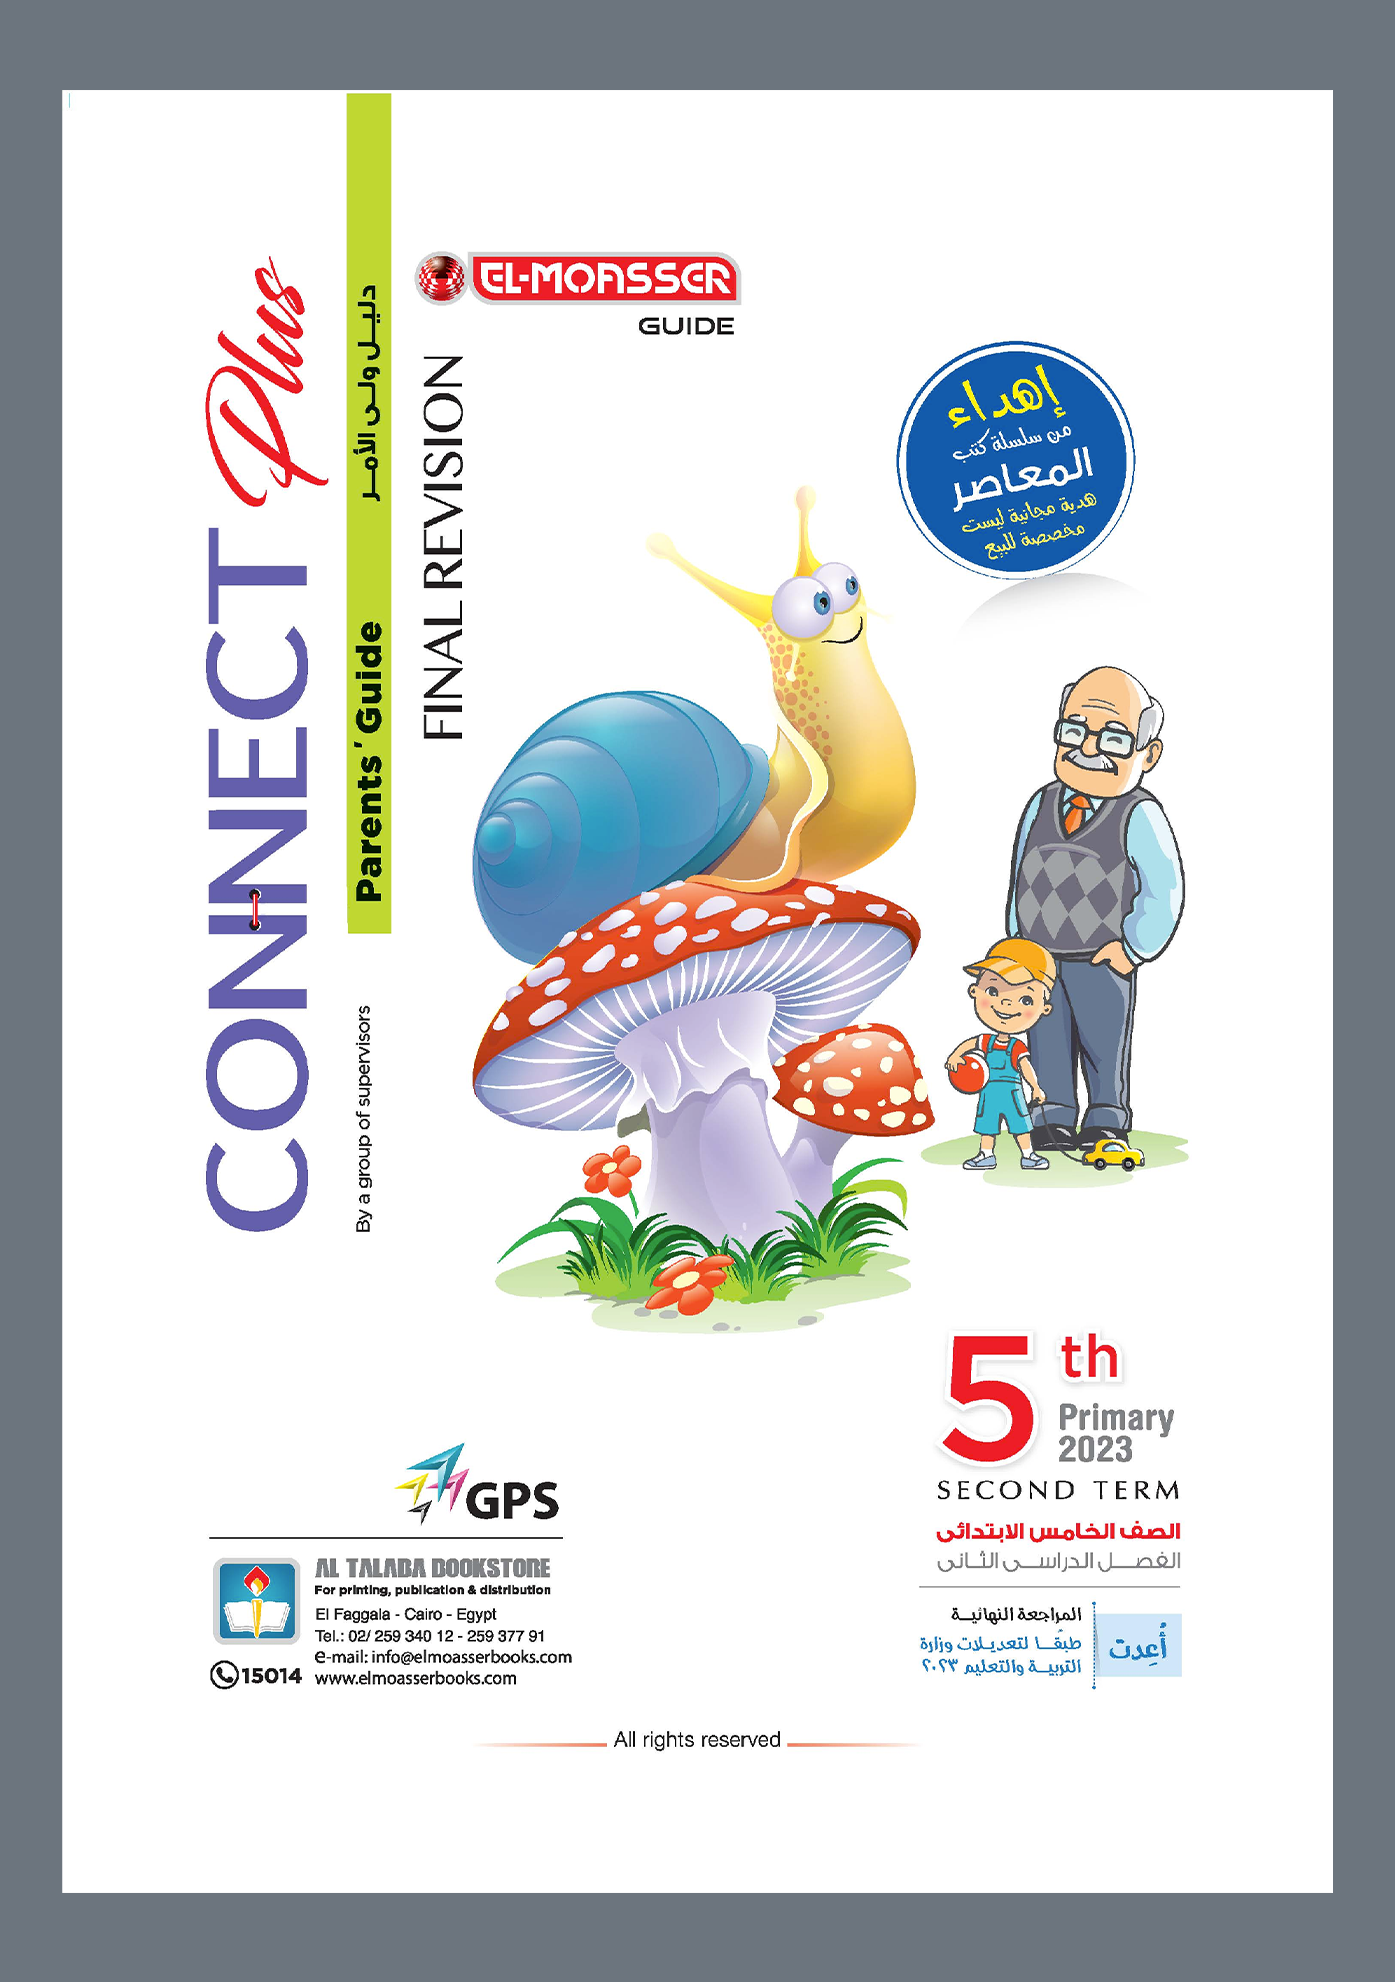 CONNECT Plus
دليل ولى الأمر
Parents' Guide
By a group of supervisors
EL-MOASSER
GUIDE
FINAL REVISION
إهداء
من سلسلة كتب
المعاصر
هدية مجانية ليست
مخصصة للبيع
5th
Primary
2023
SECOND TERM
الصف الخامس الابتدائى
الفصل الدراسى الثانى
أُعِدت
المراجعة النهائية
طبقًا لتعديلات وزارة
التربية والتعليم ٢٠٢٣
GPS
AL TALABA BOOKSTORE
For printing, publication & distribution
El Faggala - Cairo - Egypt
Tel.: 02/ 259 340 12 - 259 377 91
e-mail: info@elmoasserbooks.com
15014 www.elmoasserbooks.com
All rights reserved